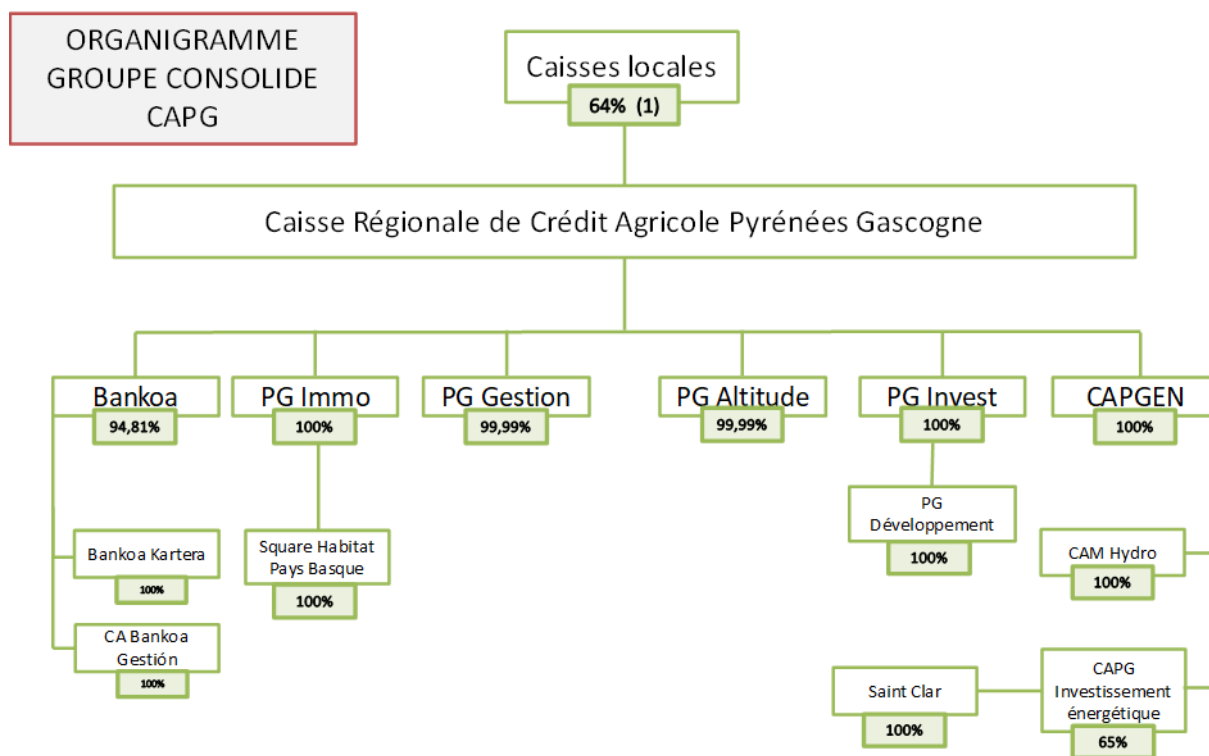 ORGANIGRAMME
GROUPE CONSOLIDE
CAPG
Caisses locales
64% (1)
Caisse Régionale de Crédit Agricole Pyrénées Gascogne
Bankoa
94,81%
PG Immo
100%
PG Gestion
99,99%
PG Altitude
99,99%
PG Invest
100%
CAPGEN
100%
Bankoa Kartera
100%
Square Habitat
Pays Basque
100%
PG
Développement
100%
CAM Hydro
100%
CA Bankoa
Gestión
100%
Saint Clar
100%
CAPG
Investissement
énergétique
65%